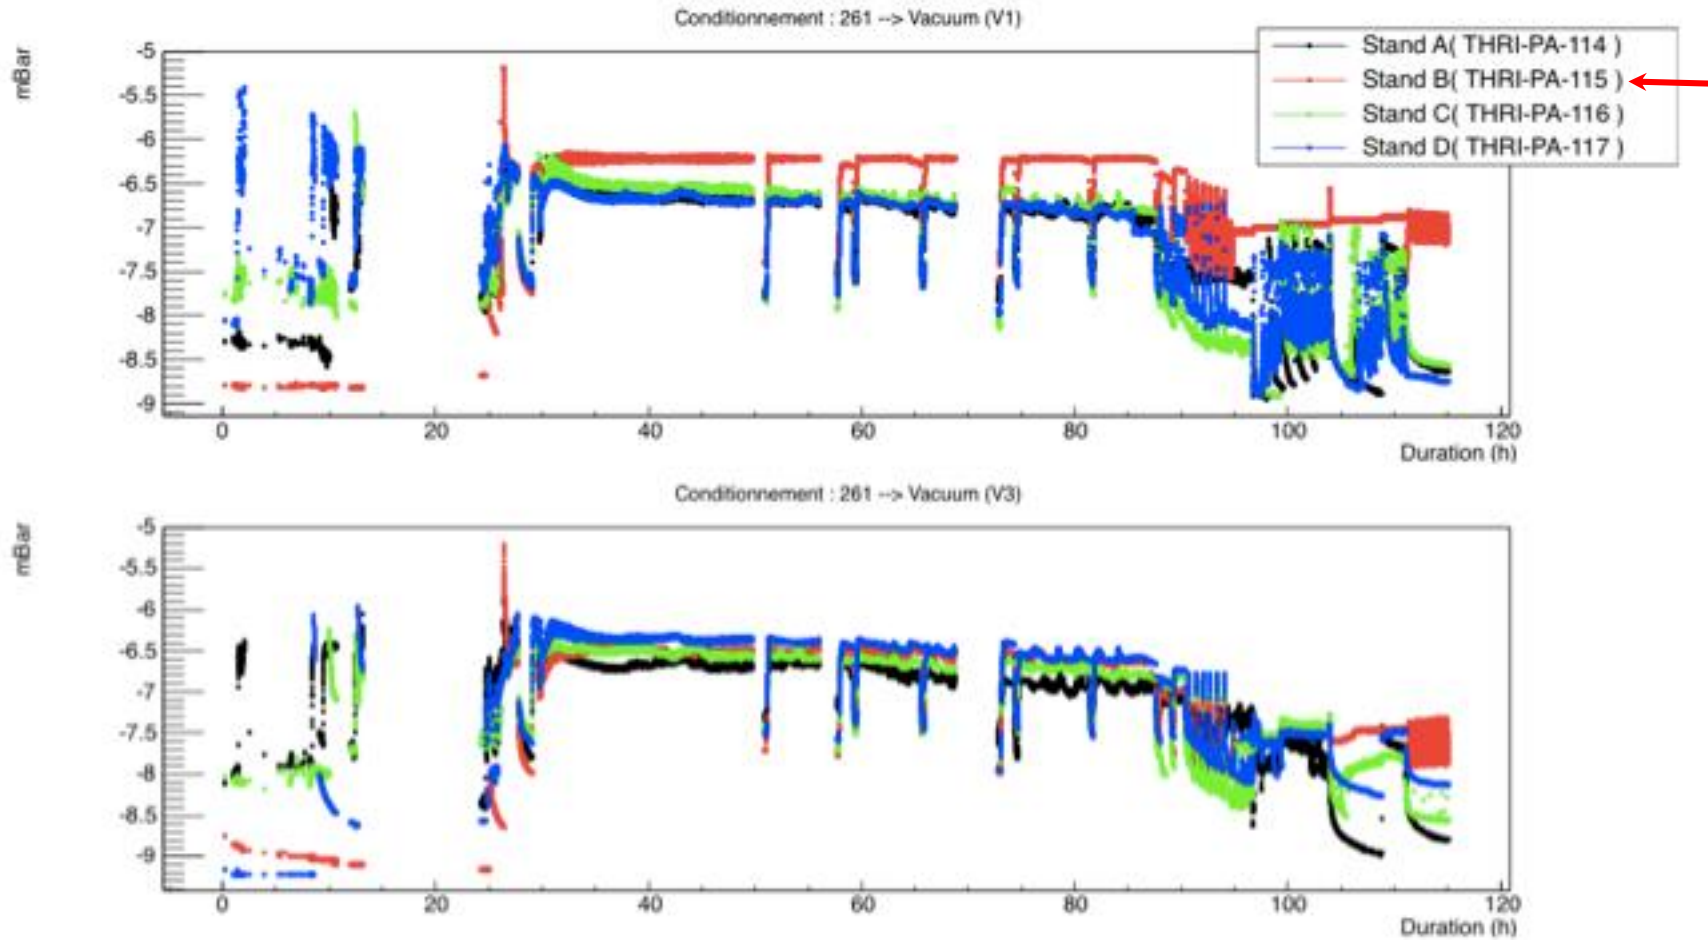 Conditionnement : 261 --> Vacuum (V1)
mBar
Stand A( THRI-PA-114 )
Stand B( THRI-PA-115 )
Stand C( THRI-PA-116 )
Stand D( THRI-PA-117 )
-5
-5.5
-6
-6.5
-7
-7.5
-8
-8.5
-9
0 20 40 60 80 100 120
Duration (h)
Conditionnement : 261 --> Vacuum (V3)
mBar
-5
-5.5
-6
-6.5
-7
-7.5
-8
-8.5
-9
0 20 40 60 80 100 120
Duration (h)